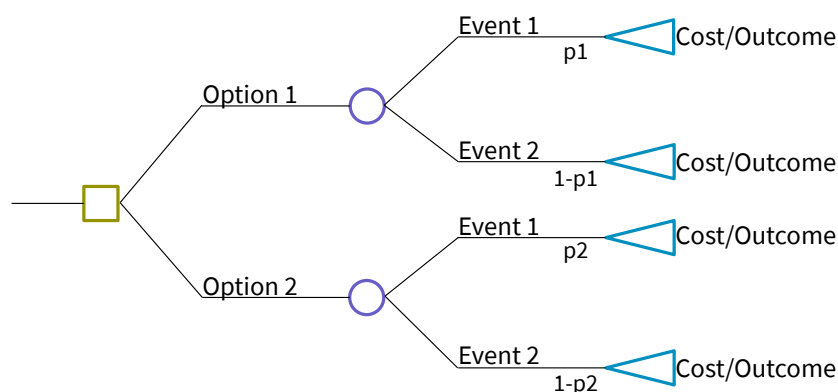 Event 1
p1
Cost/Outcome
Option 1
Event 2
1-p1
Cost/Outcome
Event 1
p2
Cost/Outcome
Option 2
Event 2
1-p2
Cost/Outcome